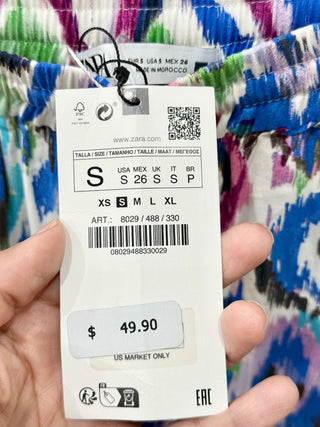 EUR S USA S MEX 26
MADE IN MOROCCO
FSC
www.zara.com
TALLA / SIZE / TAMANHO / TAILLE / MAAT / ΜΕΓΕΘΟΣ
S
USA MEX UK IT BR
S 26 S S P
XS S M L XL
ART.: 8029 / 488 / 330
08029488330029
$ 49.90
US MARKET ONLY
EAC